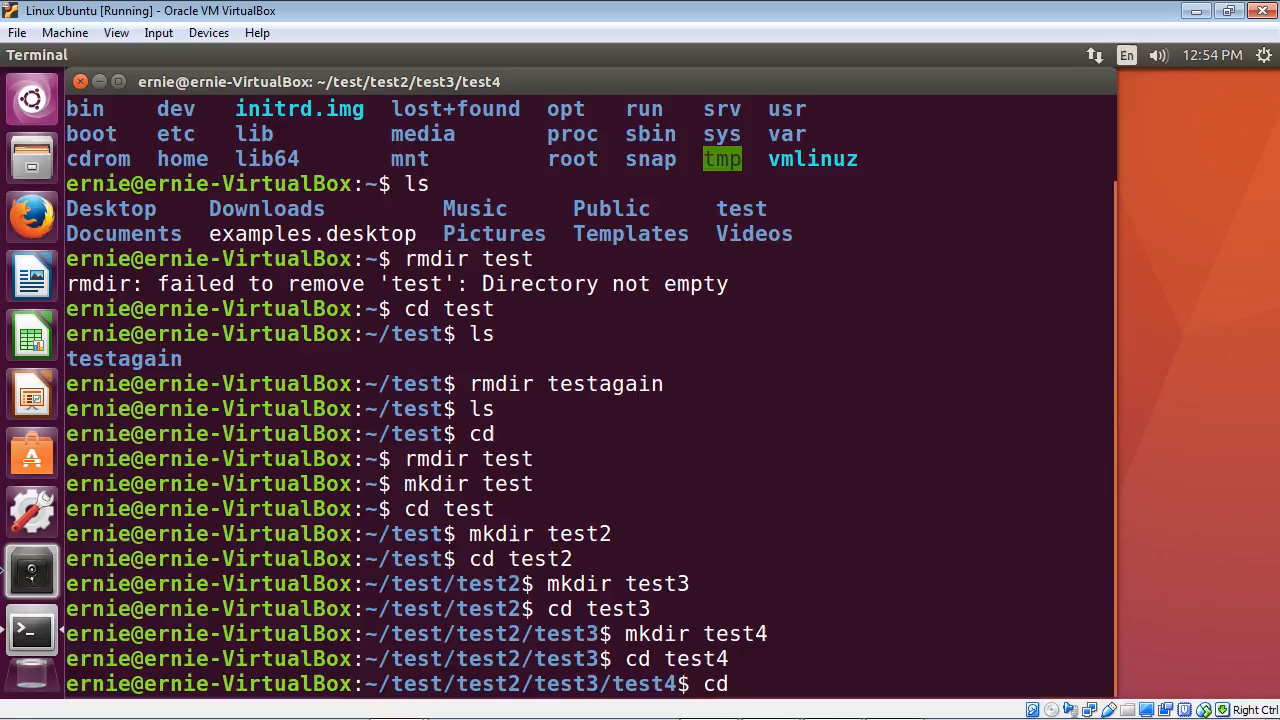 Linux Ubuntu [Running] - Oracle VM VirtualBox
File Machine View Input Devices Help
Terminal En 12:54 PM
ernie@ernie-VirtualBox: ~/test/test2/test3/test4
bin dev initrd.img lost+found opt run srv usr
boot etc lib media proc sbin sys var
cdrom home lib64 mnt root snap tmp vmlinuz
ernie@ernie-VirtualBox:~$ ls
Desktop Downloads Music Public test
Documents examples.desktop Pictures Templates Videos
ernie@ernie-VirtualBox:~$ rmdir test
rmdir: failed to remove 'test': Directory not empty
ernie@ernie-VirtualBox:~$ cd test
ernie@ernie-VirtualBox:~/test$ ls
testagain
ernie@ernie-VirtualBox:~/test$ rmdir testagain
ernie@ernie-VirtualBox:~/test$ ls
ernie@ernie-VirtualBox:~/test$ cd
ernie@ernie-VirtualBox:~$ rmdir test
ernie@ernie-VirtualBox:~$ mkdir test
ernie@ernie-VirtualBox:~$ cd test
ernie@ernie-VirtualBox:~/test$ mkdir test2
ernie@ernie-VirtualBox:~/test$ cd test2
ernie@ernie-VirtualBox:~/test/test2$ mkdir test3
ernie@ernie-VirtualBox:~/test/test2$ cd test3
ernie@ernie-VirtualBox:~/test/test2/test3$ mkdir test4
ernie@ernie-VirtualBox:~/test/test2/test3$ cd test4
ernie@ernie-VirtualBox:~/test/test2/test3/test4$ cd
Right Ctrl